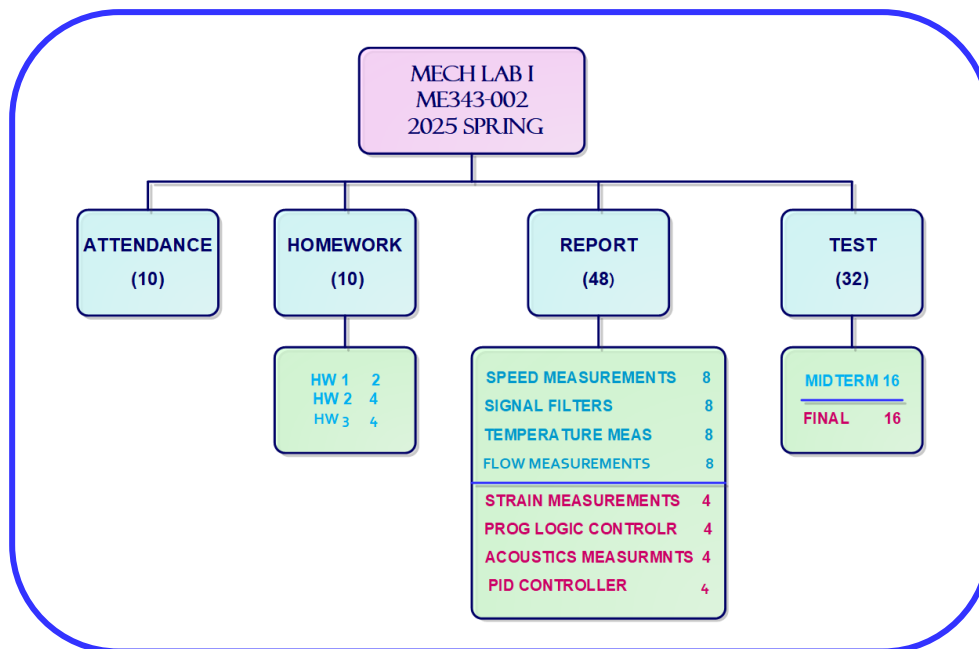 MECH LAB I
ME343-002
2025 SPRING
ATTENDANCE
(10)
HOMEWORK
(10)
REPORT
(48)
TEST
(32)
HW 1 2
HW 2 4
HW 3 4
SPEED MEASUREMENTS 8
SIGNAL FILTERS 8
TEMPERATURE MEAS 8
FLOW MEASUREMENTS 8
STRAIN MEASUREMENTS 4
PROG LOGIC CONTROLR 4
ACOUSTICS MEASURMNTS 4
PID CONTROLLER 4
MIDTERM 16
FINAL 16